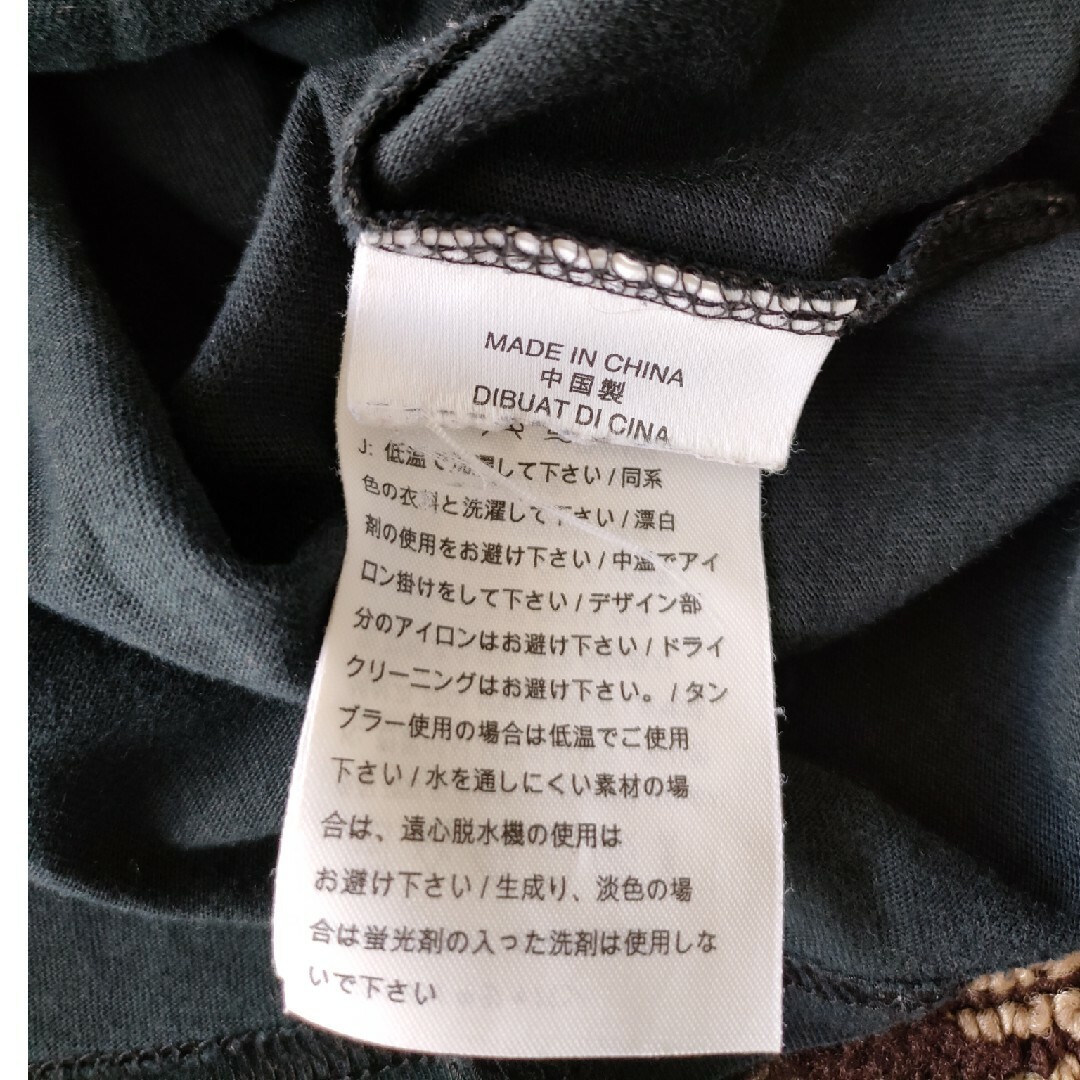 MADE IN CHINA
中国製
DIBUAT DI CINA
J: 低温で洗濯して下さい / 同系
色の衣料と洗濯して下さい / 漂白
剤の使用をお避け下さい / 中温でアイ
ロン掛けをして下さい / デザイン部
分のアイロンはお避け下さい / ドライ
クリーニングはお避け下さい。 / タン
ブラー使用の場合は低温でご使用
下さい / 水を通しにくい素材の場
合は、遠心脱水機の使用は
お避け下さい / 生成り、淡色の場
合は蛍光剤の入った洗剤は使用しな
いで下さい